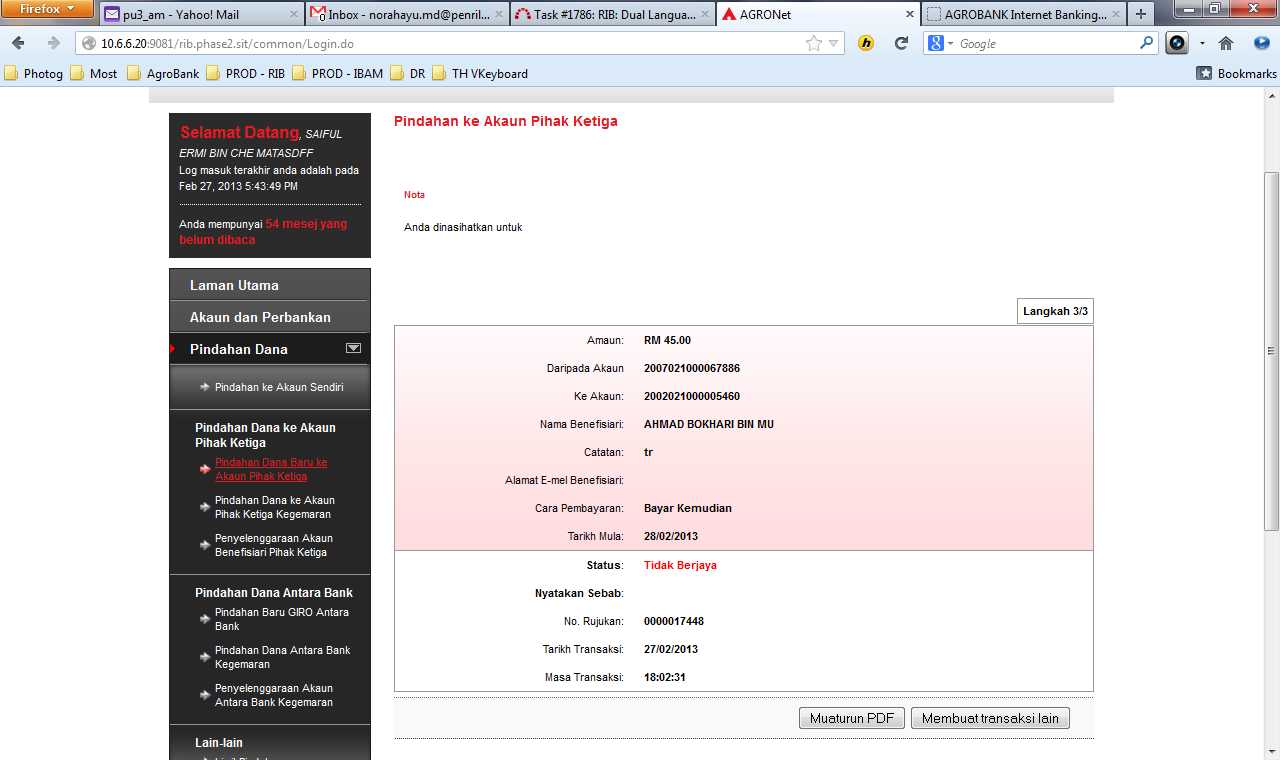 Firefox
pu3_am - Yahoo! Mail
Inbox - norahayu.md@penril...
Task #1786: RIB: Dual Langua...
AGRONet
AGROBANK Internet Banking...
10.6.6.20:9081/rib.phase2.sit/common/Login.do
Google
Photog
Most
AgroBank
PROD - RIB
PROD - IBAM
DR
TH VKeyboard
Bookmarks
Selamat Datang, SAIFUL
ERMI BIN CHE MATASDFF
Log masuk terakhir anda adalah pada
Feb 27, 2013 5:43:49 PM
Anda mempunyai 54 mesej yang
belum dibaca
Laman Utama
Akaun dan Perbankan
Pindahan Dana
Pindahan ke Akaun Sendiri
Pindahan Dana ke Akaun
Pihak Ketiga
Pindahan Dana Baru ke
Akaun Pihak Ketiga
Pindahan Dana ke Akaun
Pihak Ketiga Kegemaran
Penyelenggaraan Akaun
Benefisiari Pihak Ketiga
Pindahan Dana Antara Bank
Pindahan Baru GIRO Antara
Bank
Pindahan Dana Antara Bank
Kegemaran
Penyelenggaraan Akaun
Antara Bank Kegemaran
Lain-lain
Pindahan ke Akaun Pihak Ketiga
Nota
Anda dinasihatkan untuk
Langkah 3/3
Amaun: RM 45.00
Daripada Akaun 2007021000067886
Ke Akaun: 2002021000005460
Nama Benefisiari: AHMAD BOKHARI BIN MU
Catatan: tr
Alamat E-mel Benefisiari:
Cara Pembayaran: Bayar Kemudian
Tarikh Mula: 28/02/2013
Status: Tidak Berjaya
Nyatakan Sebab:
No. Rujukan: 0000017448
Tarikh Transaksi: 27/02/2013
Masa Transaksi: 18:02:31
Muaturun PDF
Membuat transaksi lain